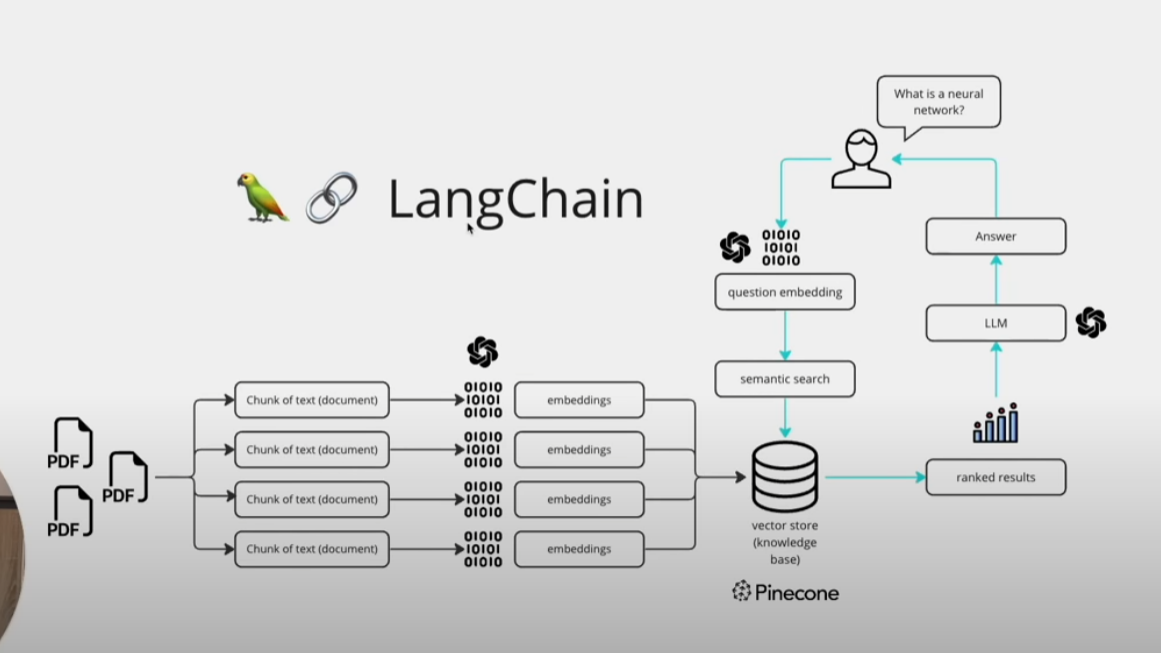 What is a neural
network?
LangChain
01010
10101
01010
question embedding
semantic search
Answer
LLM
ranked results
PDF
PDF
PDF
Chunk of text (document)
01010
10101
01010
embeddings
Chunk of text (document)
01010
10101
01010
embeddings
Chunk of text (document)
01010
10101
01010
embeddings
Chunk of text (document)
01010
10101
01010
embeddings
vector store
(knowledge
base)
Pinecone